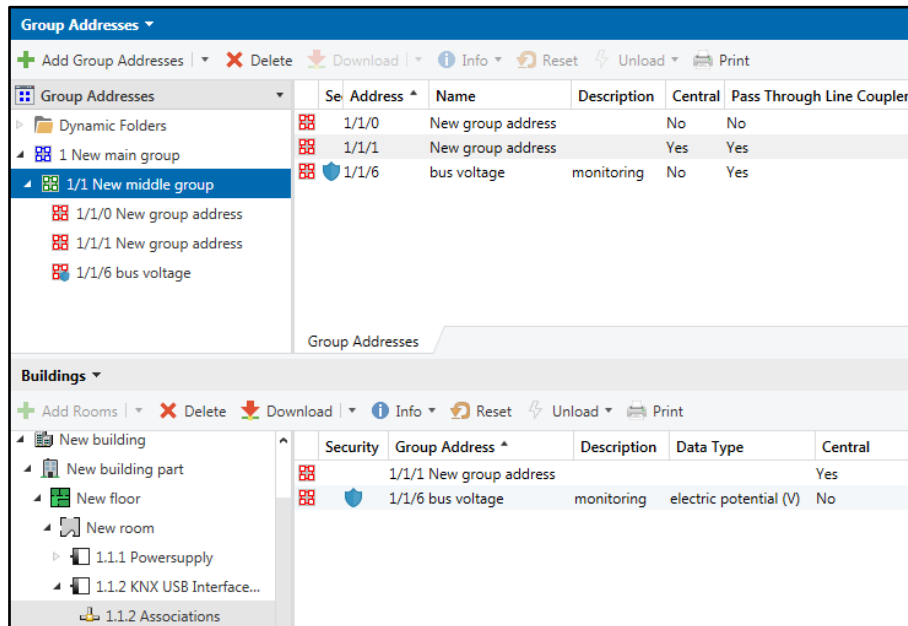 Group Addresses
Add Group Addresses Delete Download Info Reset Unload Print
Group Addresses
Dynamic Folders
1 New main group
1/1 New middle group
1/1/0 New group address
1/1/1 New group address
1/1/6 bus voltage
Se Address Name Description Central Pass Through Line Coupler
1/1/0 New group address No No
1/1/1 New group address Yes Yes
1/1/6 bus voltage monitoring No Yes
Group Addresses
Buildings
Add Rooms Delete Download Info Reset Unload Print
New building
New building part
New floor
New room
1.1.1 Powersupply
1.1.2 KNX USB Interface...
1.1.2 Associations
Security Group Address Description Data Type Central
1/1/1 New group address Yes
1/1/6 bus voltage monitoring electric potential (V) No